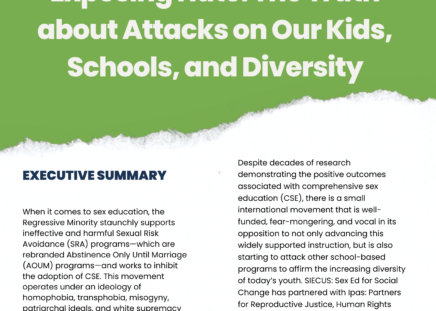 Exposing Hate: The Truth
about Attacks on Our Kids,
Schools, and Diversity
EXECUTIVE SUMMARY
When it comes to sex education, the
Regressive Minority staunchly supports
ineffective and harmful Sexual Risk
Avoidance (SRA) programs—which are
rebranded Abstinence Only Until Marriage
(AOUM) programs—and works to inhibit
the adoption of CSE. This movement
operates under an ideology of
homophobia, transphobia, misogyny,
patriarchal ideals, and white supremacy
Despite decades of research
demonstrating the positive outcomes
associated with comprehensive sex
education (CSE), there is a small
international movement that is well-
funded, fear-mongering, and vocal in its
opposition to not only advancing this
widely supported instruction, but is also
starting to attack other school-based
programs to affirm the increasing diversity
of today's youth. SIECUS: Sex Ed for Social
Change has partnered with Ipas: Partners
for Reproductive Justice, Human Rights